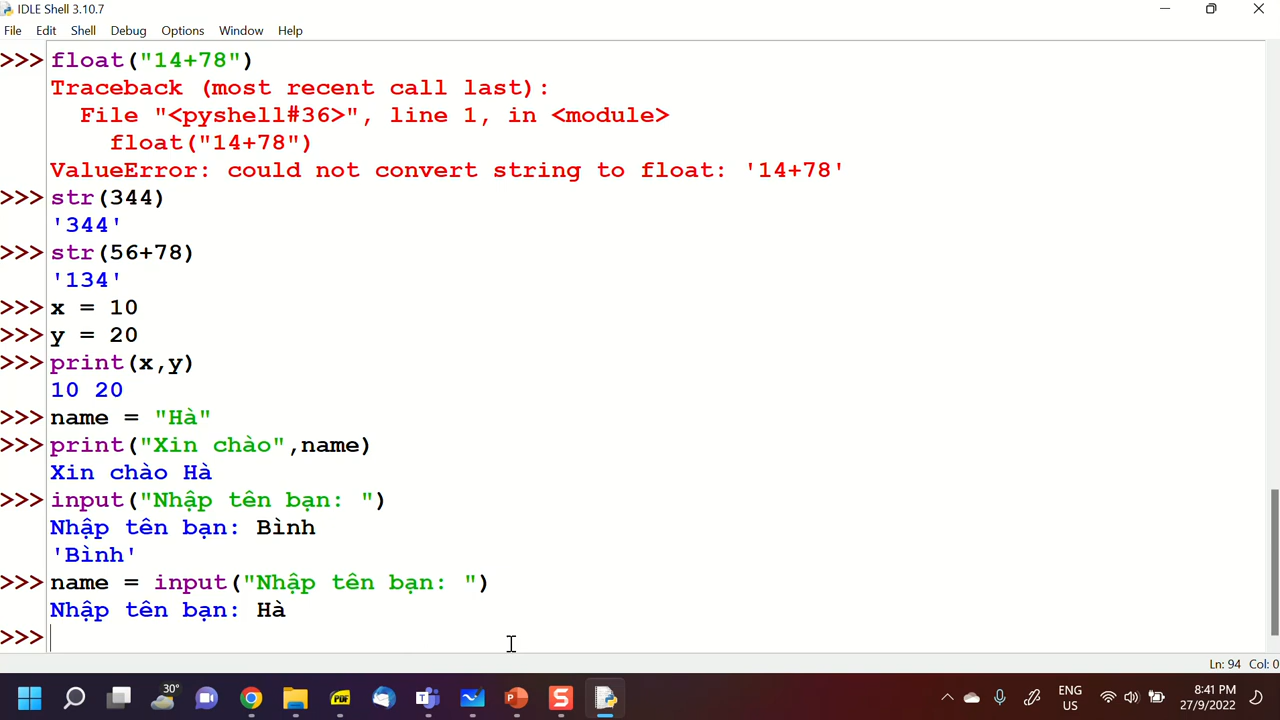 IDLE Shell 3.10.7
File Edit Shell Debug Options Window Help
>>> float("14+78")
Traceback (most recent call last):
  File "<pyshell#36>", line 1, in <module>
    float("14+78")
ValueError: could not convert string to float: '14+78'
>>> str(344)
'344'
>>> str(56+78)
'134'
>>> x = 10
>>> y = 20
>>> print(x,y)
10 20
>>> name = "Hà"
>>> print("Xin chào",name)
Xin chào Hà
>>> input("Nhập tên bạn: ")
Nhập tên bạn: Bình
'Bình'
>>> name = input("Nhập tên bạn: ")
Nhập tên bạn: Hà
>>>
Ln: 94 Col: 0
30°
PDF
ENG
US
8:41 PM
27/9/2022